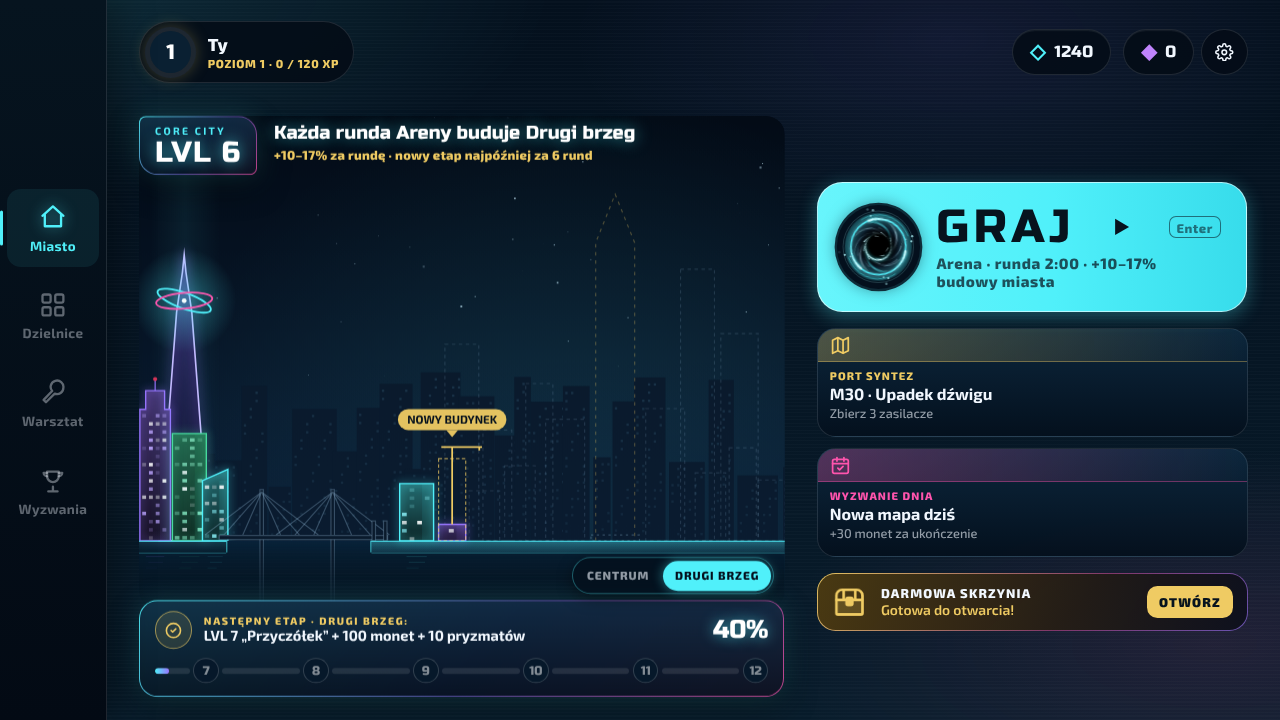 1
Ty
POZIOM 1 · 0 / 120 XP
1240
0
CORE CITY
LVL 6
Każda runda Areny buduje Drugi brzeg
+10–17% za rundę · nowy etap najpóźniej za 6 rund
Miasto
Dzielnice
Warsztat
Wyzwania
NOWY BUDYNEK
CENTRUM
DRUGI BRZEG
NASTĘPNY ETAP · DRUGI BRZEG:
LVL 7 „Przyczółek” + 100 monet + 10 pryzmatów
40%
7 8 9 10 11 12
GRAJ
Enter
Arena · runda 2:00 · +10–17%
budowy miasta
PORT SYNTEZ
M30 · Upadek dźwigu
Zbierz 3 zasilacze
WYZWANIE DNIA
Nowa mapa dziś
+30 monet za ukończenie
DARMOWA SKRZYNIA
Gotowa do otwarcia!
OTWÓRZ